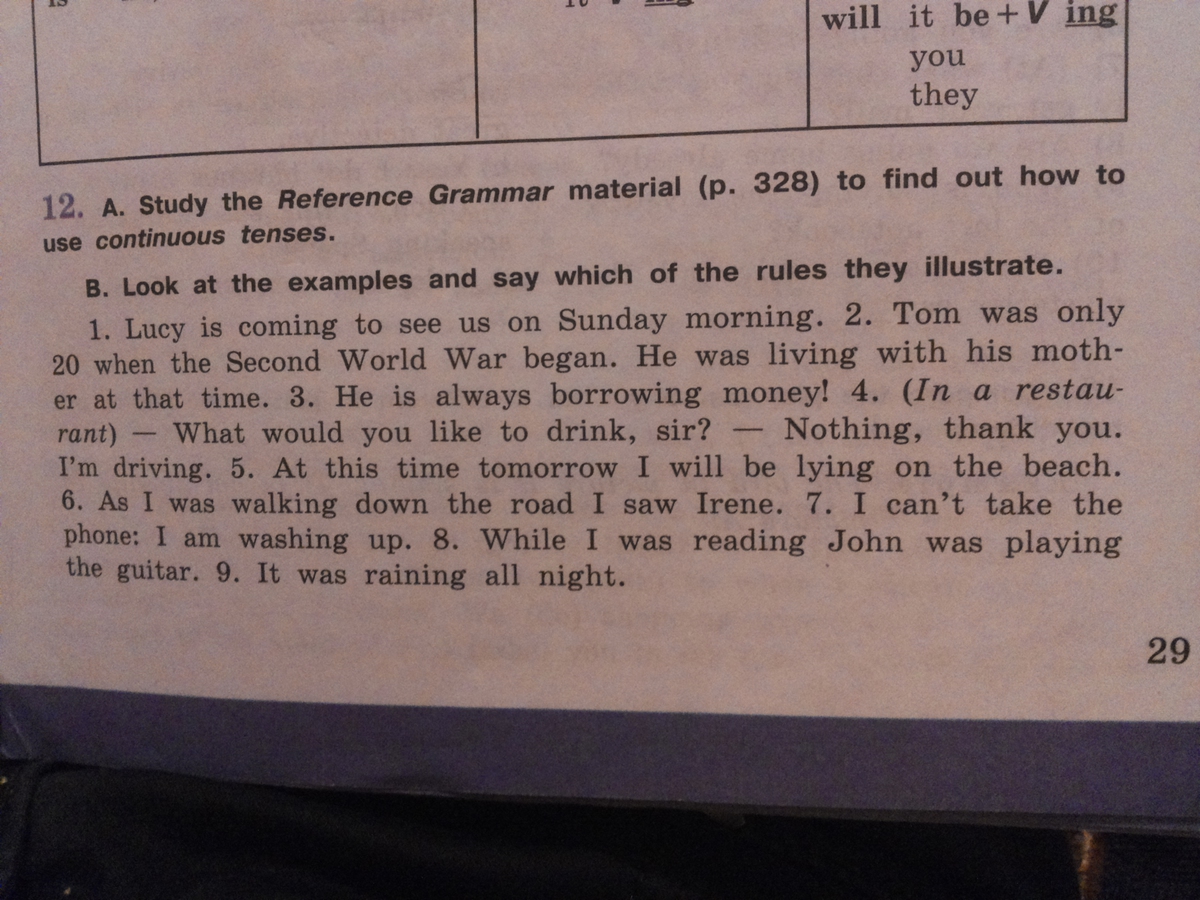 will it be + V ing
you
they
12. A. Study the Reference Grammar material (p. 328) to find out how to
use continuous tenses.
B. Look at the examples and say which of the rules they illustrate.
1. Lucy is coming to see us on Sunday morning. 2. Tom was only
20 when the Second World War began. He was living with his moth-
er at that time. 3. He is always borrowing money! 4. (In a restau-
rant) — What would you like to drink, sir? — Nothing, thank you.
I'm driving. 5. At this time tomorrow I will be lying on the beach.
6. As I was walking down the road I saw Irene. 7. I can't take the
phone: I am washing up. 8. While I was reading John was playing
the guitar. 9. It was raining all night.
29